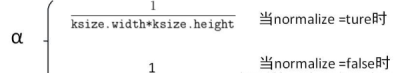 α
1
ksize.width*ksize.height 当normalize =ture时
1 当normalize =false时